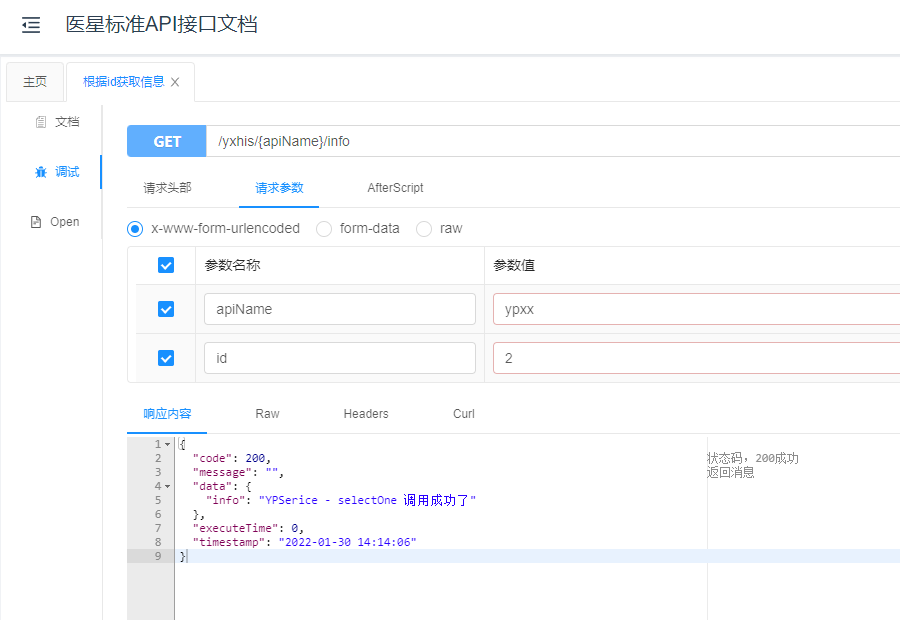 医星标准API接口文档
主页
根据id获取信息
文档
调试
Open
GET
/yxhis/{apiName}/info
请求头部
请求参数
AfterScript
x-www-form-urlencoded
form-data
raw
参数名称
参数值
apiName
ypxx
id
2
响应内容
Raw
Headers
Curl
1 {
2 "code": 200, 状态码，200成功
3 "message": "", 返回消息
4 "data": {
5 "info": "YPSerice - selectOne 调用成功了"
6 },
7 "executeTime": 0,
8 "timestamp": "2022-01-30 14:14:06"
9 }